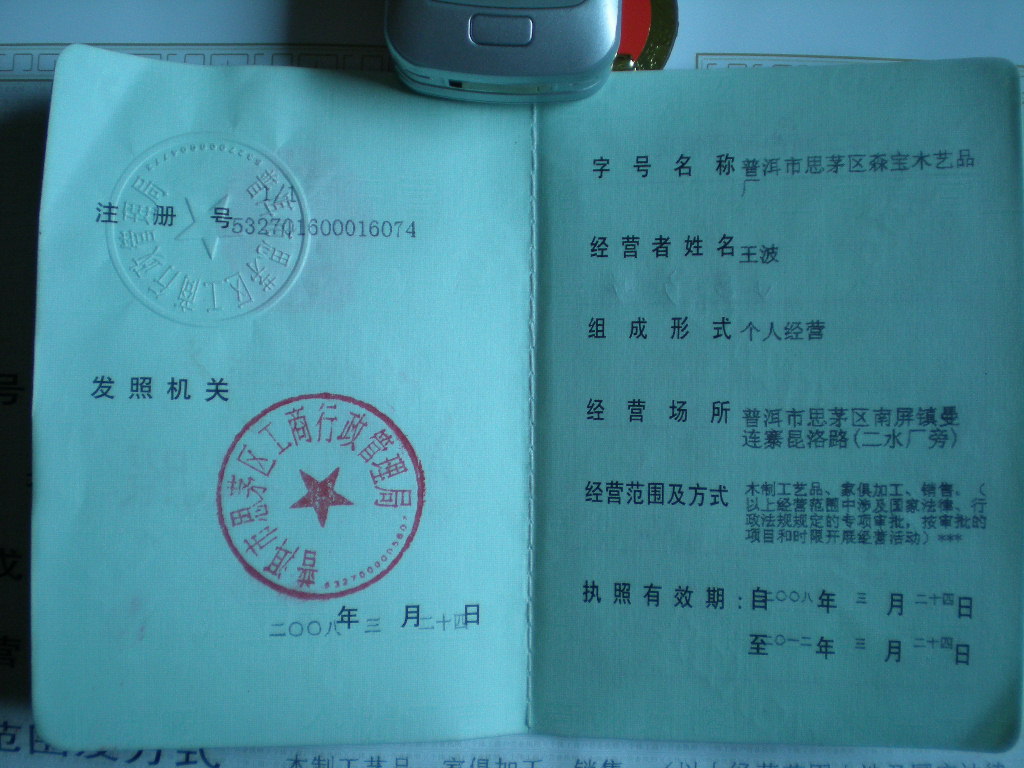 注册号532701600016074
发照机关
普洱市思茅区工商行政管理局
5327000005801
二〇〇八年三月二十四日
字号名称普洱市思茅区森宝木艺品
厂
经营者姓名王波
组成形式个人经营
经营场所普洱市思茅区南屏镇曼
连寨昆洛路(二水厂旁)
经营范围及方式木制工艺品、家俱加工、销售。(
以上经营范围中涉及国家法律、行
政法规规定的专项审批,按审批的
项目和时限开展经营活动)***
执照有效期:自二〇〇八年三月二十四日
至二〇一二年三月二十四日
范围及方式